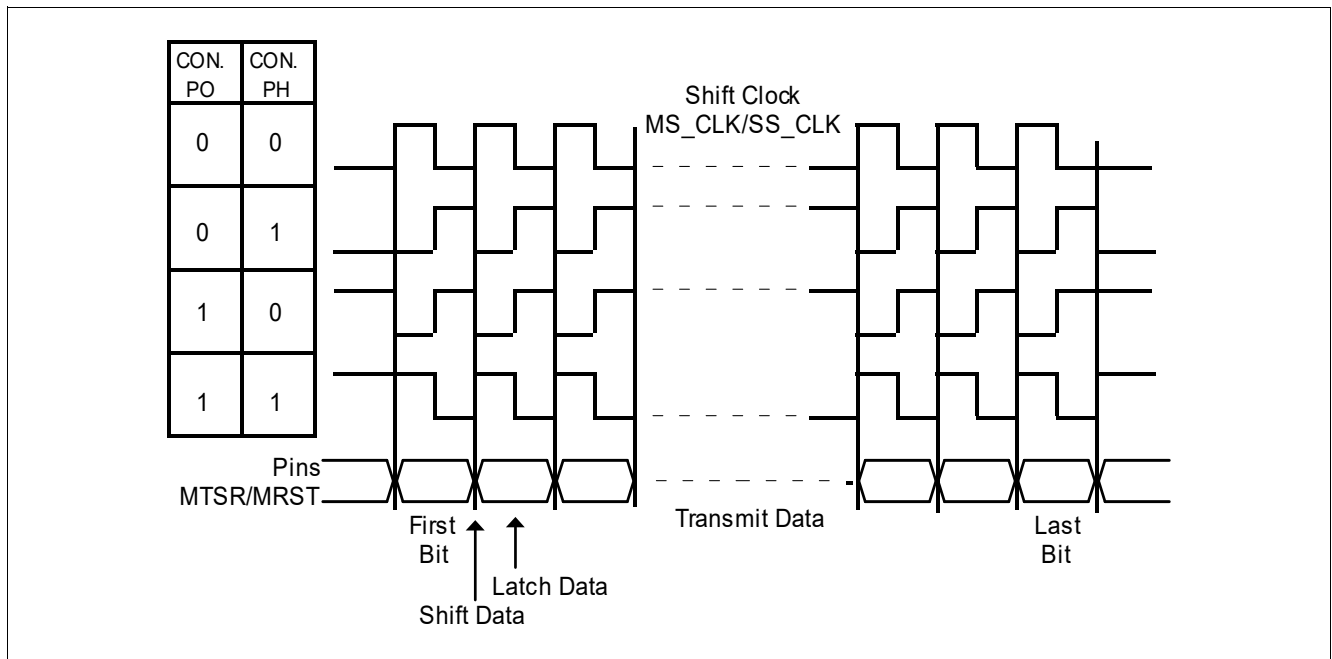 CON. CON.
PO PH
0 0
0 1
1 0
1 1
Shift Clock
MS_CLK/SS_CLK
Pins
MTSR/MRST
First
Bit
Transmit Data
Last
Bit
Latch Data
Shift Data